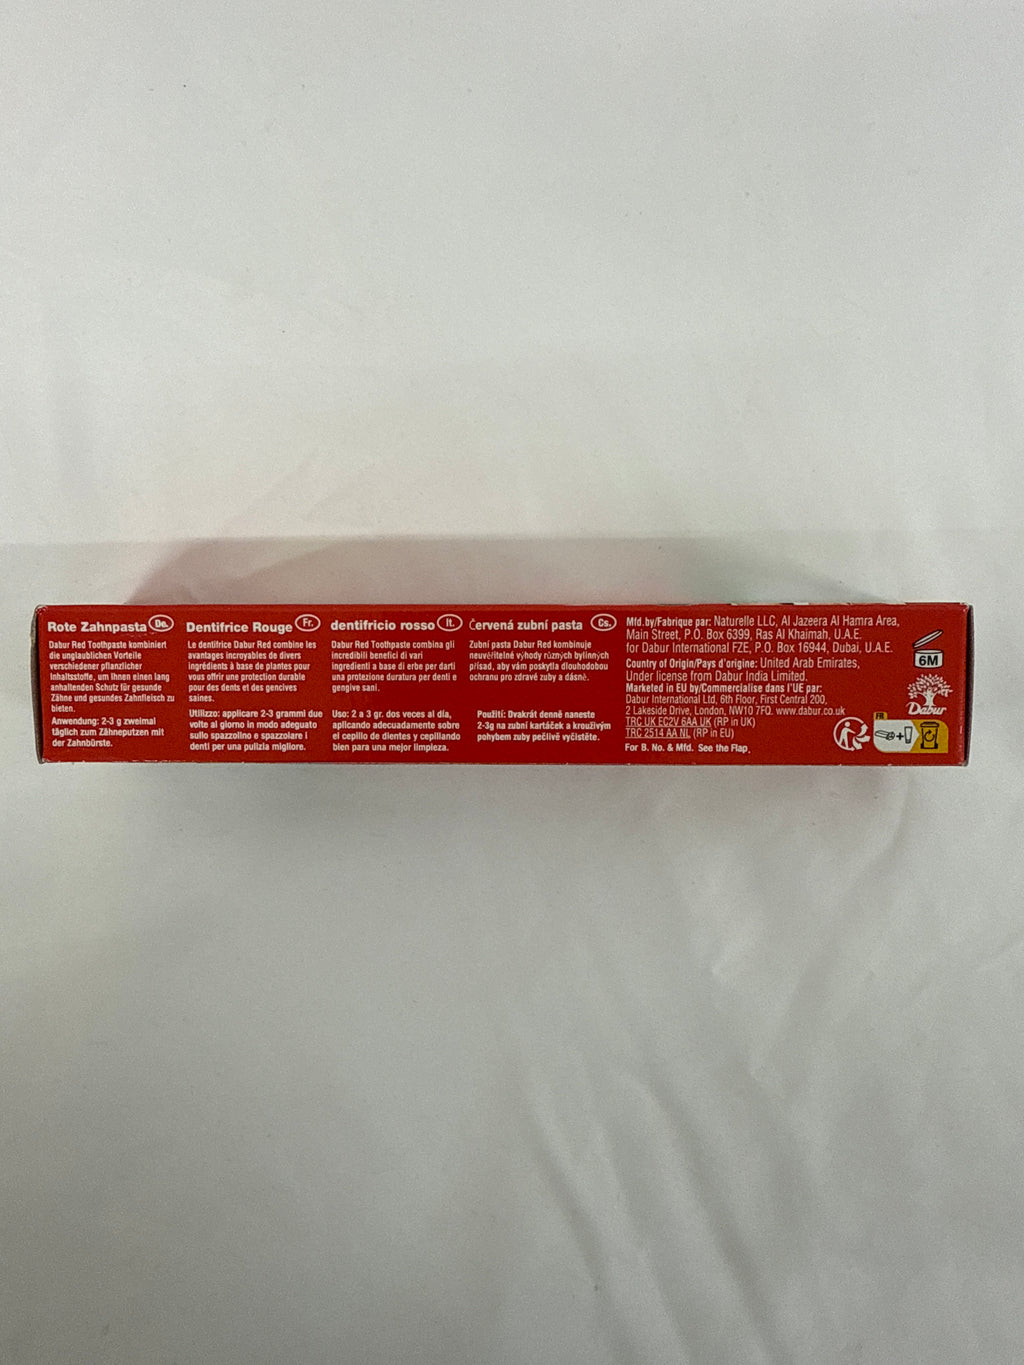 Rote Zahnpasta De.
Dabur Red Toothpaste kombiniert
die unglaublichen Vorteile
verschiedener pflanzlicher
Inhaltsstoffe, um Ihnen einen lang
anhaltenden Schutz für gesunde
Zähne und gesundes Zahnfleisch zu
bieten.
Anwendung: 2-3 g zweimal
täglich zum Zähneputzen mit
der Zahnbürste.
Dentifrice Rouge Fr.
Le dentifrice Dabur Red combine les
avantages incroyables de divers
ingrédients à base de plantes pour
vous offrir une protection durable
pour des dents et des gencives
saines.
Utilizzo: applicare 2-3 grammi due
volte al giorno in modo adeguato
sullo spazzolino e spazzolare i
denti per una pulizia migliore.
dentifricio rosso It.
Dabur Red Toothpaste combina gli
incredibili benefici di vari
ingredienti a base di erbe per darti
una protezione duratura per denti e
gengive sani.
Uso: 2 a 3 gr. dos veces al día,
aplicando adecuadamente sobre
el cepillo de dientes y cepillando
bien para una mejor limpieza.
Červená zubní pasta Cs.
Zubní pasta Dabur Red kombinuje
neuvěřitelné výhody různých bylinných
přísad, aby vám poskytla dlouhodobou
ochranu pro zdravé zuby a dásně.
Použití: Dvakrát denně naneste
2-3g na zubní kartáček a krouživým
pohybem zuby pečlivě vyčistěte.
Mfd.by/Fabrique par: Naturelle LLC, Al Jazeera Al Hamra Area,
Main Street, P.O. Box 6399, Ras Al Khaimah, U.A.E.
for Dabur International FZE, P.O. Box 16944, Dubai, U.A.E.
Country of Origin/Pays d'origine: United Arab Emirates,
Under license from Dabur India Limited.
Marketed in EU by/Commercialise dans l'UE par:
Dabur International Ltd, 6th Floor, First Central 200,
2 Lakeside Drive, London, NW10 7FQ. www.dabur.co.uk
TRC UK EC2V 6AA UK (RP in UK)
TRC 2514 AA NL (RP in EU)
For B. No. & Mfd. See the Flap.
6M
Dabur
FR
+